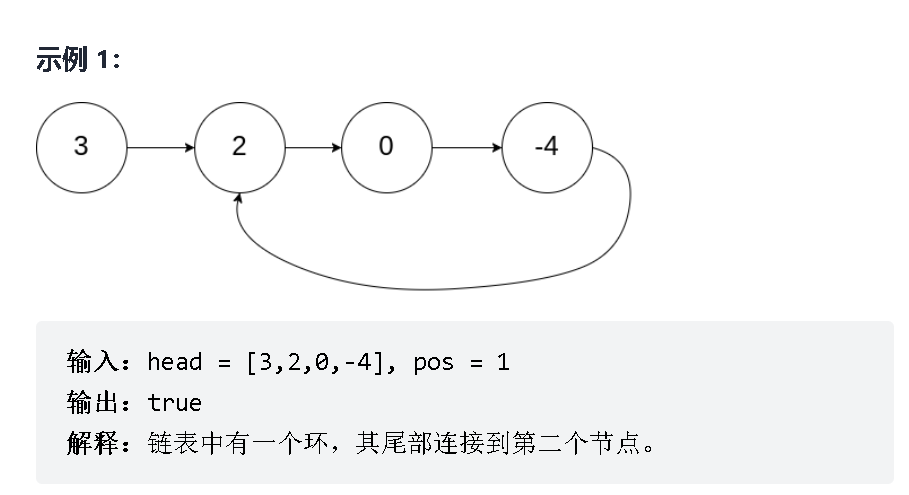 示例 1：
3 2 0 -4
输入：head = [3,2,0,-4], pos = 1
输出：true
解释：链表中有一个环，其尾部连接到第二个节点。